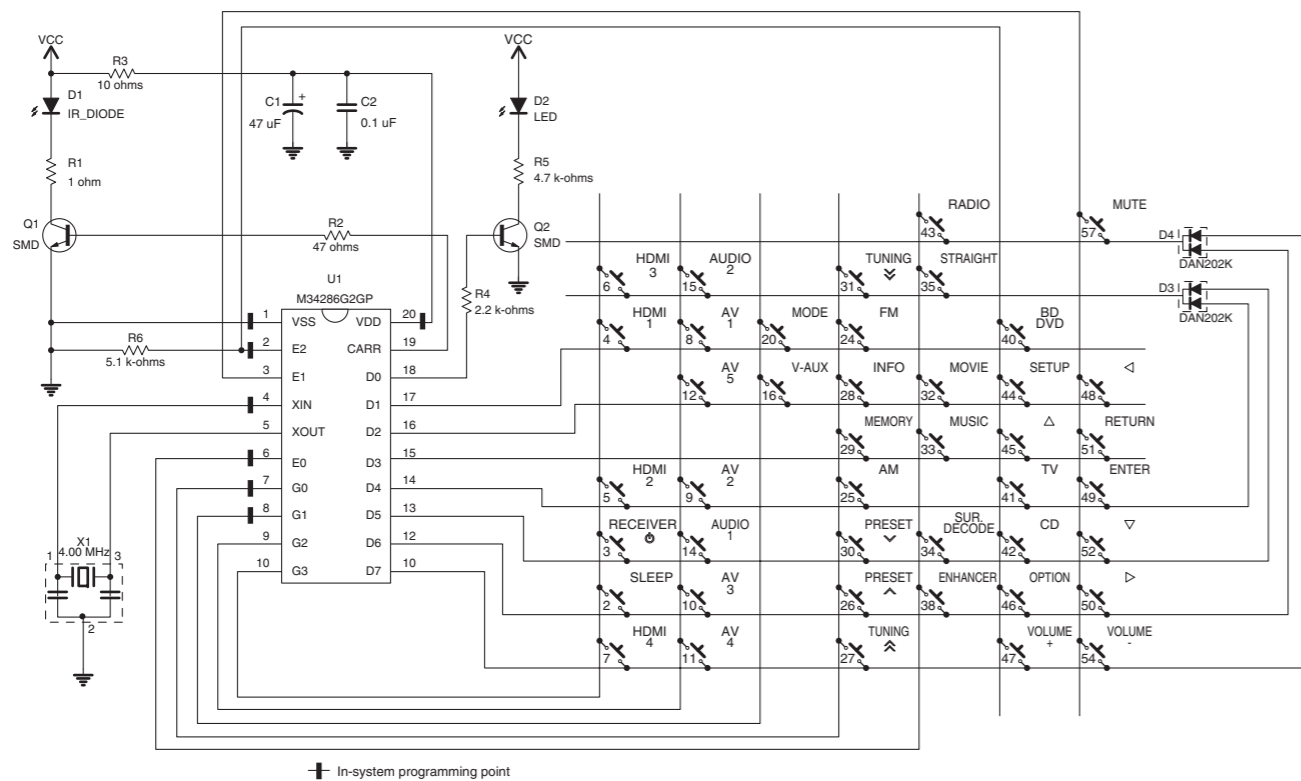 VCC
R3
10 ohms
D1
IR_DIODE
C1
+
47 uF
C2
0.1 uF
VCC
D2
LED
R1
1 ohm
R5
4.7 k-ohms
Q1
SMD
R2
47 ohms
Q2
SMD
R4
2.2 k-ohms
U1
M34286G2GP
1 VSS VDD 20
2 E2 CARR 19
3 E1 D0 18
4 XIN D1 17
5 XOUT D2 16
6 E0 D3 15
7 G0 D4 14
8 G1 D5 13
9 G2 D6 12
10 G3 D7 10
R6
5.1 k-ohms
X1
1 4.00 MHz 3
2
RADIO
43
MUTE
57
D4
DAN202K
HDMI 3
6
AUDIO 2
15
TUNING
31
STRAIGHT
35
D3
DAN202K
HDMI 1
4
AV 1
8
MODE
20
FM
24
BD DVD
40
AV 5
12
V-AUX
16
INFO
28
MOVIE
32
SETUP
44
◁
48
MEMORY
29
MUSIC
33
△
45
RETURN
51
HDMI 2
5
AV 2
9
AM
25
TV
41
ENTER
49
RECEIVER
3
AUDIO 1
14
PRESET
30
SUR. DECODE
34
CD
42
▽
52
SLEEP
2
AV 3
10
PRESET
26
ENHANCER
38
OPTION
46
▷
50
HDMI 4
7
AV 4
11
TUNING
27
VOLUME +
47
VOLUME -
54
In-system programming point